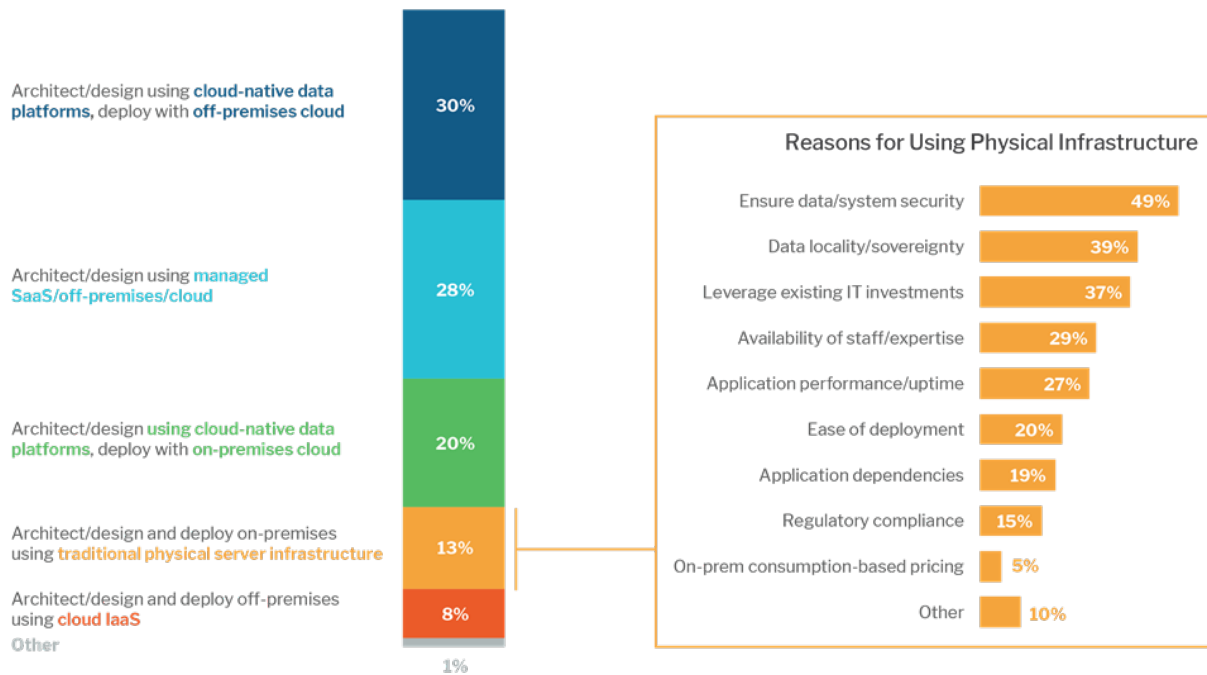 Architect/design using cloud-native data
platforms, deploy with off-premises cloud
30%
Architect/design using managed
SaaS/off-premises/cloud
28%
Architect/design using cloud-native data
platforms, deploy with on-premises cloud
20%
Architect/design and deploy on-premises
using traditional physical server infrastructure
13%
Architect/design and deploy off-premises
using cloud IaaS
8%
Other
1%
Reasons for Using Physical Infrastructure
Ensure data/system security 49%
Data locality/sovereignty 39%
Leverage existing IT investments 37%
Availability of staff/expertise 29%
Application performance/uptime 27%
Ease of deployment 20%
Application dependencies 19%
Regulatory compliance 15%
On-prem consumption-based pricing 5%
Other 10%